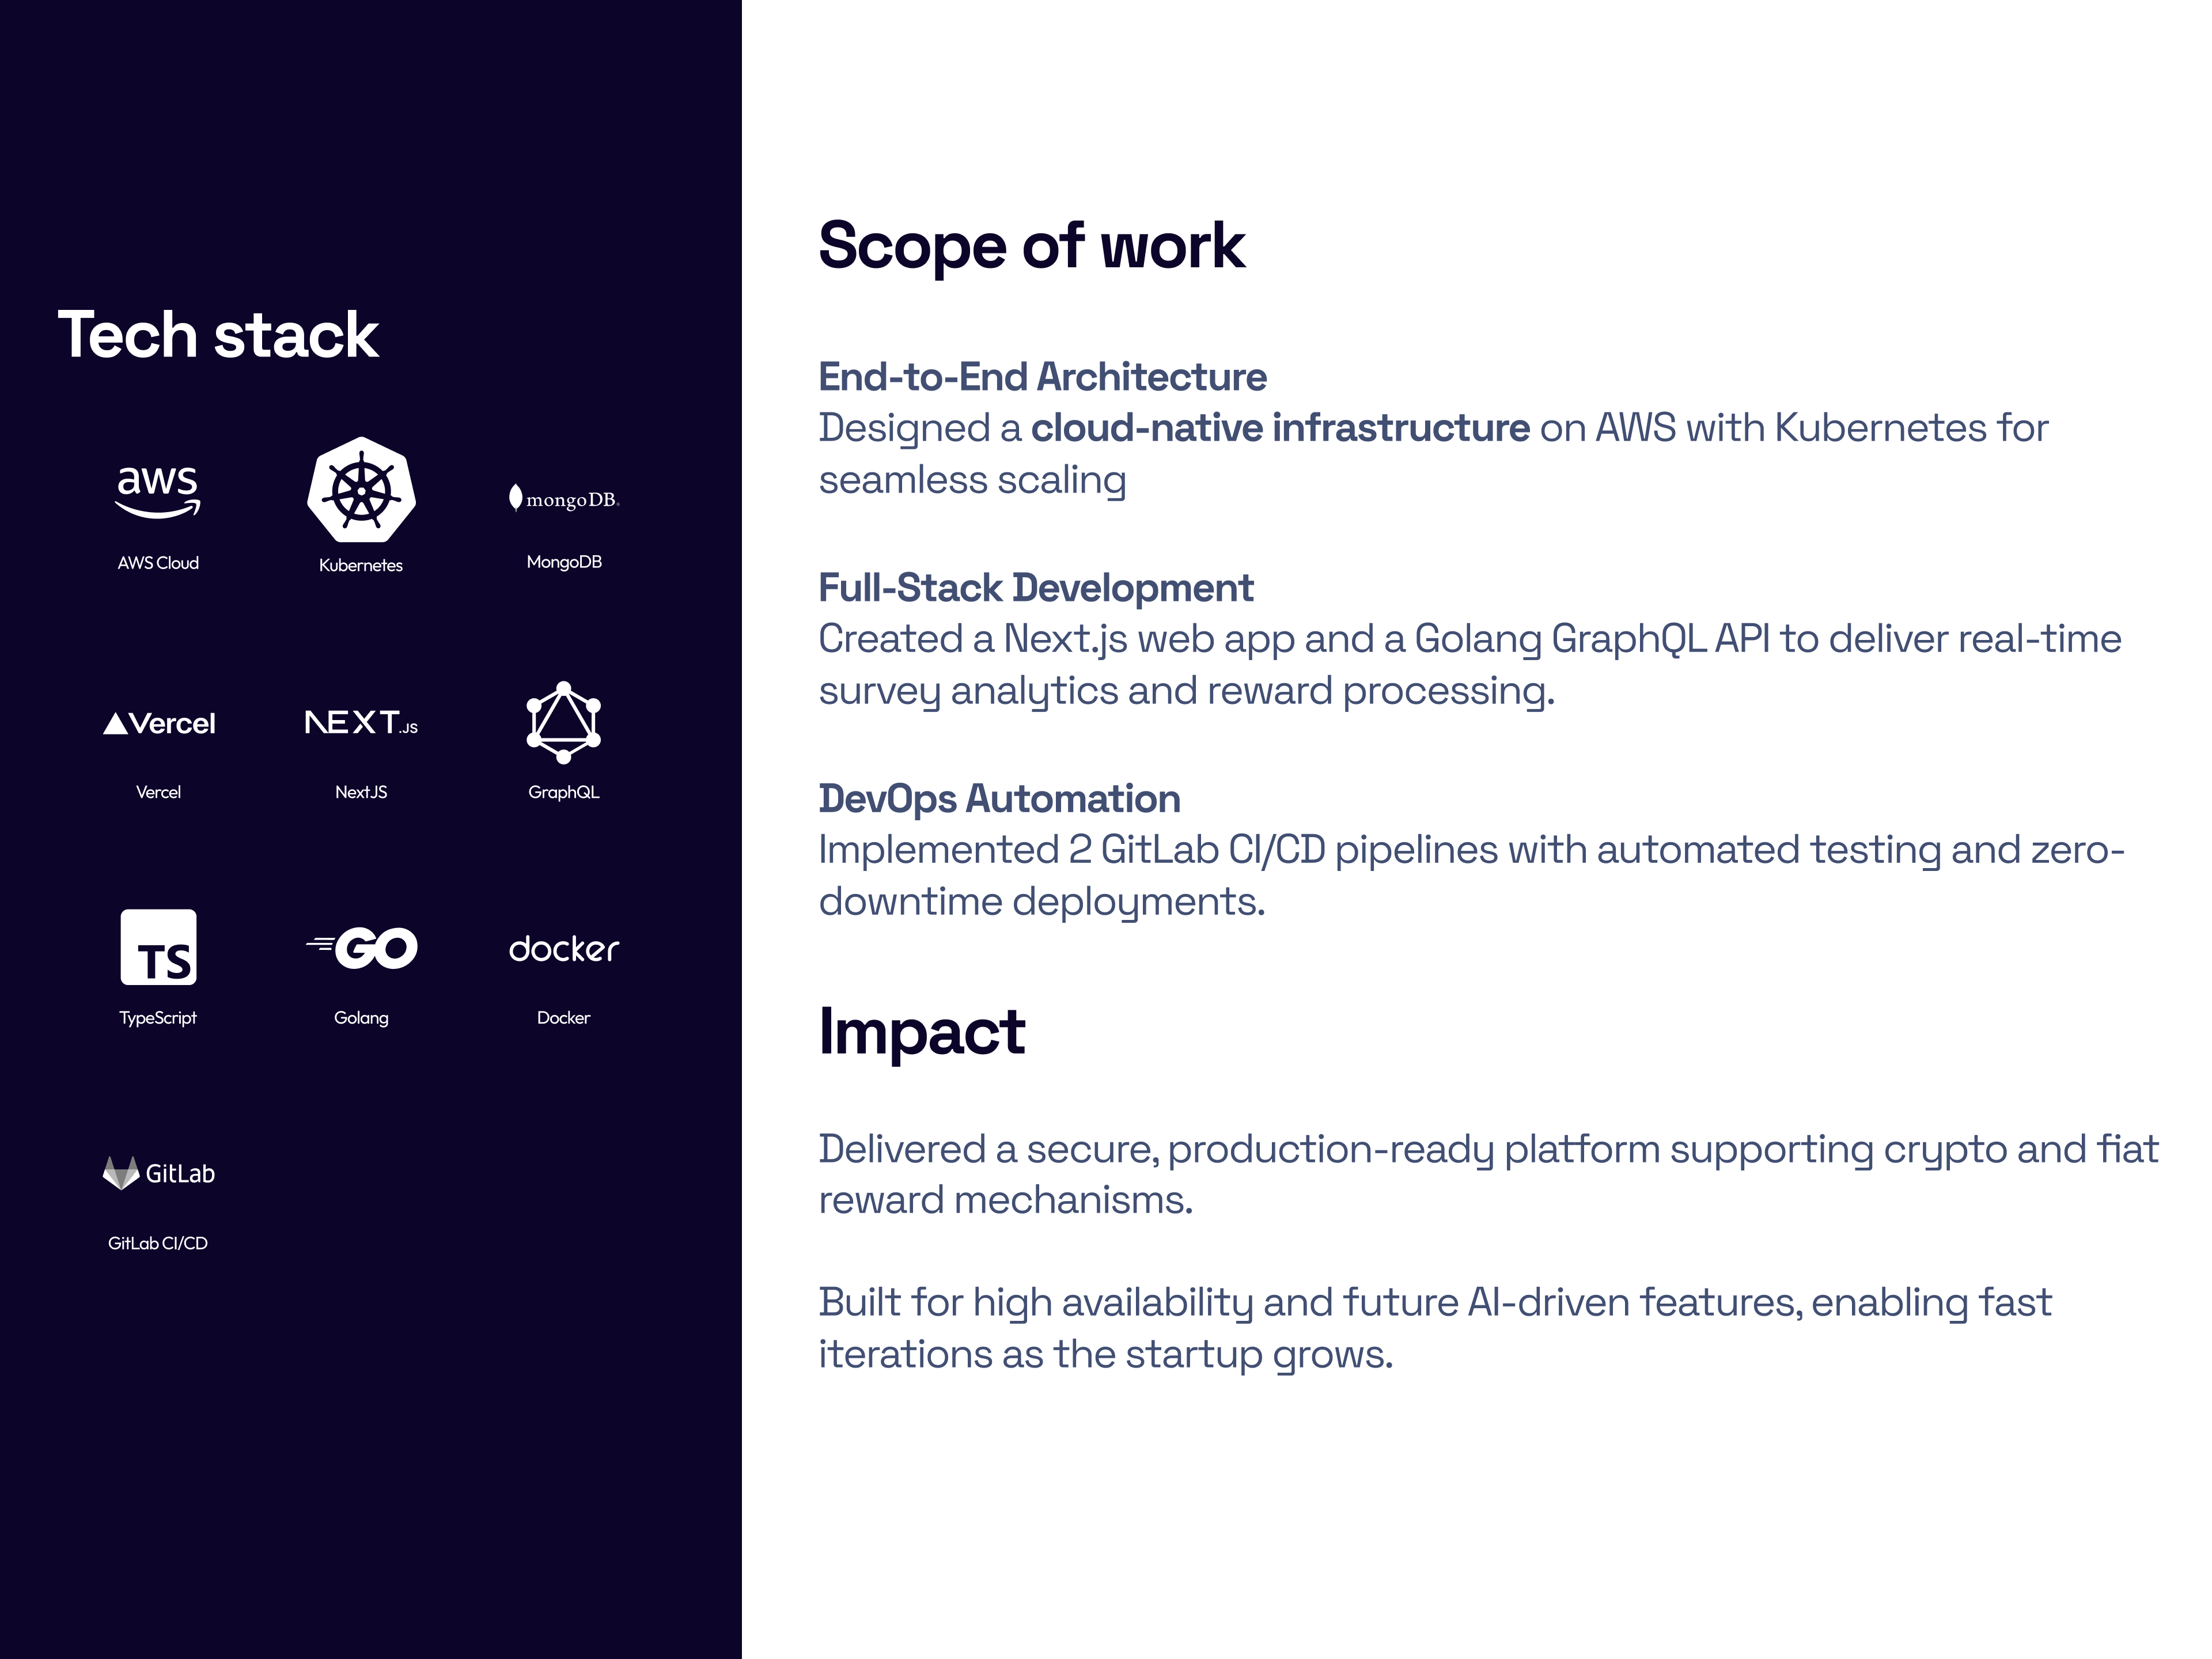 Tech stack
aws
AWS Cloud
Kubernetes
mongoDB
MongoDB
Vercel
Vercel
NEXT.JS
NextJS
GraphQL
TS
TypeScript
GO
Golang
docker
Docker
GitLab
GitLab CI/CD
Scope of work
End-to-End Architecture
Designed a cloud-native infrastructure on AWS with Kubernetes for
seamless scaling
Full-Stack Development
Created a Next.js web app and a Golang GraphQL API to deliver real-time
survey analytics and reward processing.
DevOps Automation
Implemented 2 GitLab CI/CD pipelines with automated testing and zero-
downtime deployments.
Impact
Delivered a secure, production-ready platform supporting crypto and fiat
reward mechanisms.
Built for high availability and future AI-driven features, enabling fast
iterations as the startup grows.